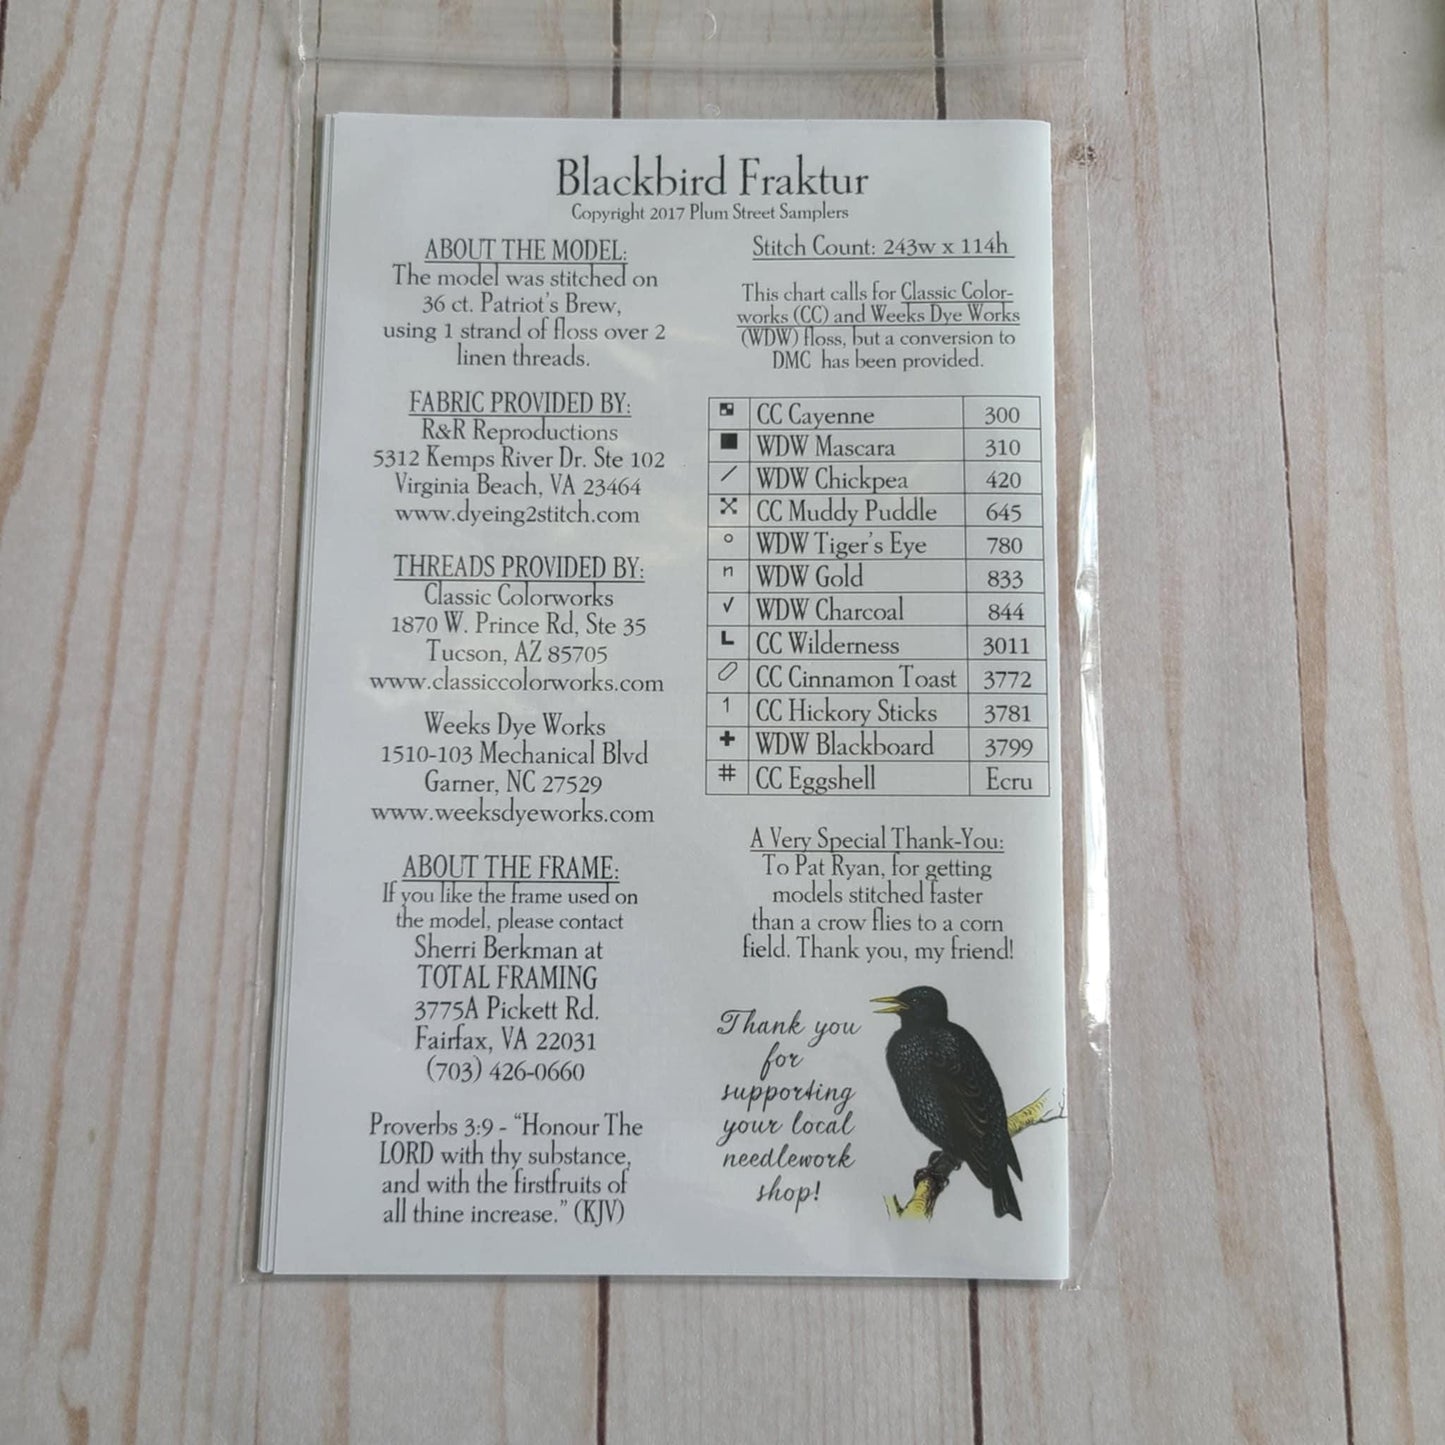 Blackbird Fraktur
Copyright 2017 Plum Street Samplers
ABOUT THE MODEL:
The model was stitched on
36 ct. Patriot's Brew,
using 1 strand of floss over 2
linen threads.
FABRIC PROVIDED BY:
R&R Reproductions
5312 Kemps River Dr. Ste 102
Virginia Beach, VA 23464
www.dyeing2stitch.com
THREADS PROVIDED BY:
Classic Colorworks
1870 W. Prince Rd, Ste 35
Tucson, AZ 85705
www.classiccolorworks.com
Weeks Dye Works
1510-103 Mechanical Blvd
Garner, NC 27529
www.weeksdyeworks.com
ABOUT THE FRAME:
If you like the frame used on
the model, please contact
Sherri Berkman at
TOTAL FRAMING
3775A Pickett Rd.
Fairfax, VA 22031
(703) 426-0660
Proverbs 3:9 - “Honour The
LORD with thy substance,
and with the firstfruits of
all thine increase.” (KJV)
Stitch Count: 243w x 114h
This chart calls for Classic Color-
works (CC) and Weeks Dye Works
(WDW) floss, but a conversion to
DMC has been provided.
CC Cayenne 300
WDW Mascara 310
/ WDW Chickpea 420
CC Muddy Puddle 645
o WDW Tiger's Eye 780
n WDW Gold 833
√ WDW Charcoal 844
L CC Wilderness 3011
CC Cinnamon Toast 3772
1 CC Hickory Sticks 3781
+ WDW Blackboard 3799
# CC Eggshell Ecru
A Very Special Thank-You:
To Pat Ryan, for getting
models stitched faster
than a crow flies to a corn
field. Thank you, my friend!
Thank you
for
supporting
your local
needlework
shop!